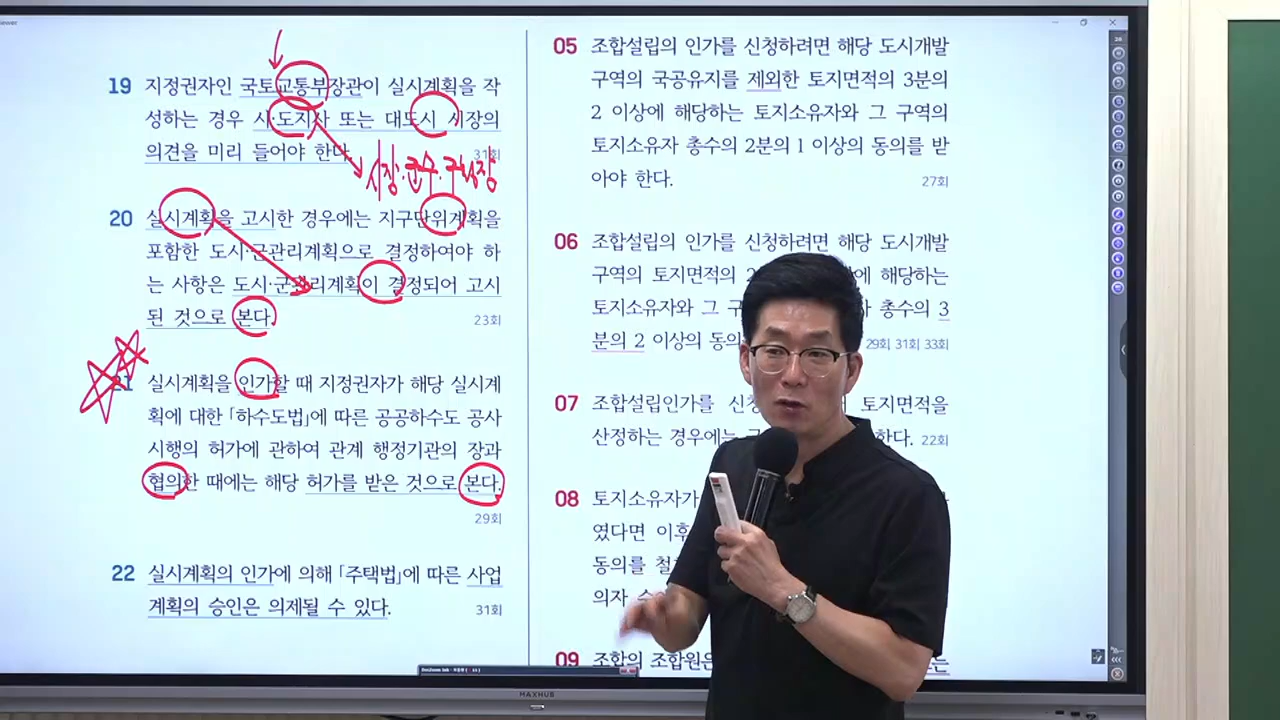 19 지정권자인 국토교통부장관이 실시계획을 작
성하는 경우 시·도지사 또는 대도시 시장의
의견을 미리 들어야 한다. 31회
시장·군수·구청장
20 실시계획을 고시한 경우에는 지구단위계획을
포함한 도시·군관리계획으로 결정하여야 하
는 사항은 도시·군관리계획이 결정되어 고시
된 것으로 본다. 23회
21 실시계획을 인가할 때 지정권자가 해당 실시계
획에 대한 「하수도법」에 따른 공공하수도 공사
시행의 허가에 관하여 관계 행정기관의 장과
협의한 때에는 해당 허가를 받은 것으로 본다.
29회
22 실시계획의 인가에 의해 「주택법」에 따른 사업
계획의 승인은 의제될 수 있다. 31회
05 조합설립의 인가를 신청하려면 해당 도시개발
구역의 국공유지를 제외한 토지면적의 3분의
2 이상에 해당하는 토지소유자와 그 구역의
토지소유자 총수의 2분의 1 이상의 동의를 받
아야 한다. 27회
06 조합설립의 인가를 신청하려면 해당 도시개발
구역의 토지면적의 에 해당하는
토지소유자와 그 총수의 3
분의 2 이상의 29회 31회 33회
07 조합설립인가를 토지면적을
산정하는 경우에는 한다. 22회
08 토지소유자가
였다면 이후
동의를
의자
09 조합의 조합원은
MAXHUB